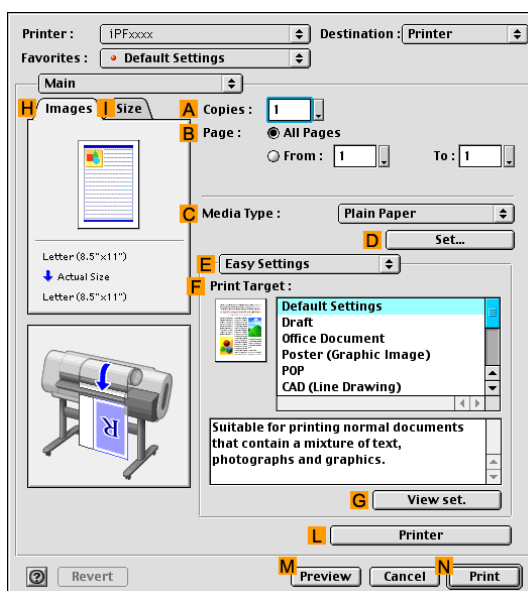 Printer : iPFxxxx Destination : Printer
Favorites : Default Settings
Main
H Images I Size
A Copies : 1
B Page : All Pages
From : 1 To : 1
C Media Type : Plain Paper
D Set...
Letter (8.5"x11")
Actual Size
Letter (8.5"x11")
E Easy Settings
F Print Target :
Default Settings
Draft
Office Document
Poster (Graphic Image)
POP
CAD (Line Drawing)
R
Suitable for printing normal documents
that contain a mixture of text,
photographs and graphics.
G View set.
L Printer
? Revert M Preview Cancel N Print